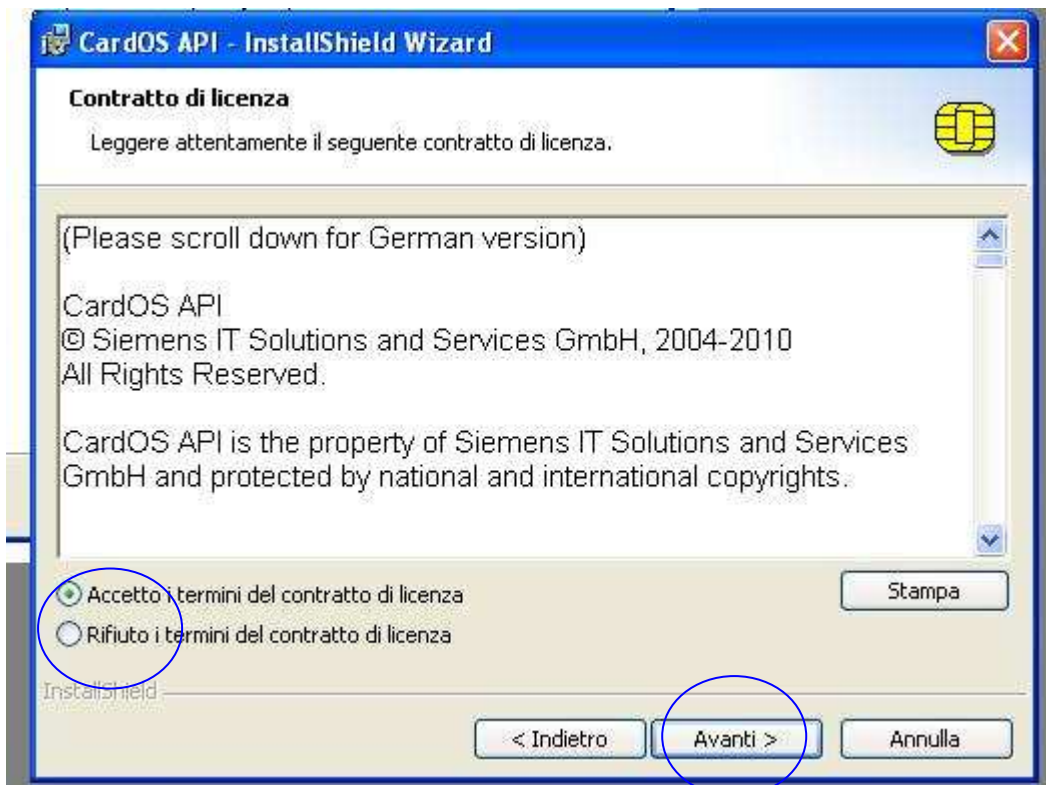 CardOS API - InstallShield Wizard
Contratto di licenza
Leggere attentamente il seguente contratto di licenza.
(Please scroll down for German version)
CardOS API
© Siemens IT Solutions and Services GmbH, 2004-2010
All Rights Reserved.
CardOS API is the property of Siemens IT Solutions and Services
GmbH and protected by national and international copyrights.
Accetto i termini del contratto di licenza
Stampa
Rifiuto i termini del contratto di licenza
InstallShield
< Indietro
Avanti >
Annulla